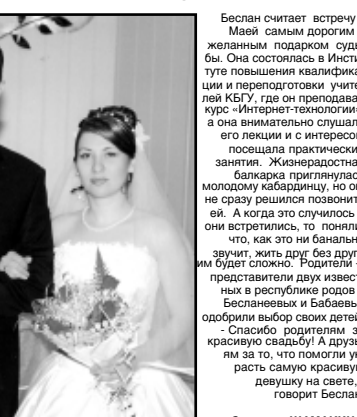 Беслан считает встречу
Маей самым дорогим
желанным подарком судь
бы. Она состоялась в Инсти
туте повышения квалифика
ции и переподготовки учите
лей КБГУ, где он преподава
курс «Интернет-технологии»
а она внимательно слушал
его лекции и с интересо
посещала практически
занятия. Жизнерадостна
балкарка приглянулас
молодому кабардинцу, но о
не сразу решился позвонит
ей. А когда это случилось
они встретились, то поняли
что, как это ни банальн
звучит, жить друг без друг
им будет сложно. Родители -
представители двух извест
ных в республике родов
Бесланеевых и Бабаевы
одобрили выбор своих детей
- Спасибо родителям з
красивую свадьбу! А друзь
ям за то, что помогли ук
расть самую красивую
девушку на свете,
говорит Беслан